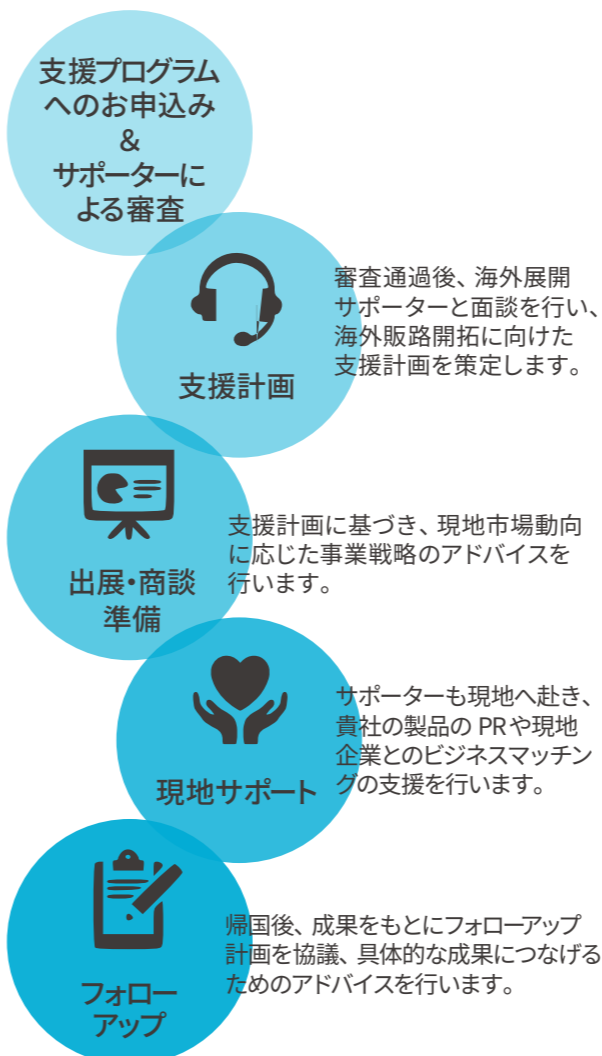 支援プログラム
へのお申込み
&
サポーターに
よる審査
支援計画
審査通過後、海外展開
サポーターと面談を行い、
海外販路開拓に向けた
支援計画を策定します。
出展・商談
準備
支援計画に基づき、現地市場動向
に応じた事業戦略のアドバイスを
行います。
現地サポート
サポーターも現地へ赴き、
貴社の製品の PRや現地
企業とのビジネスマッチン
グの支援を行います。
フォロー
アップ
帰国後、成果をもとにフォローアップ
計画を協議、具体的な成果につなげる
ためのアドバイスを行います。